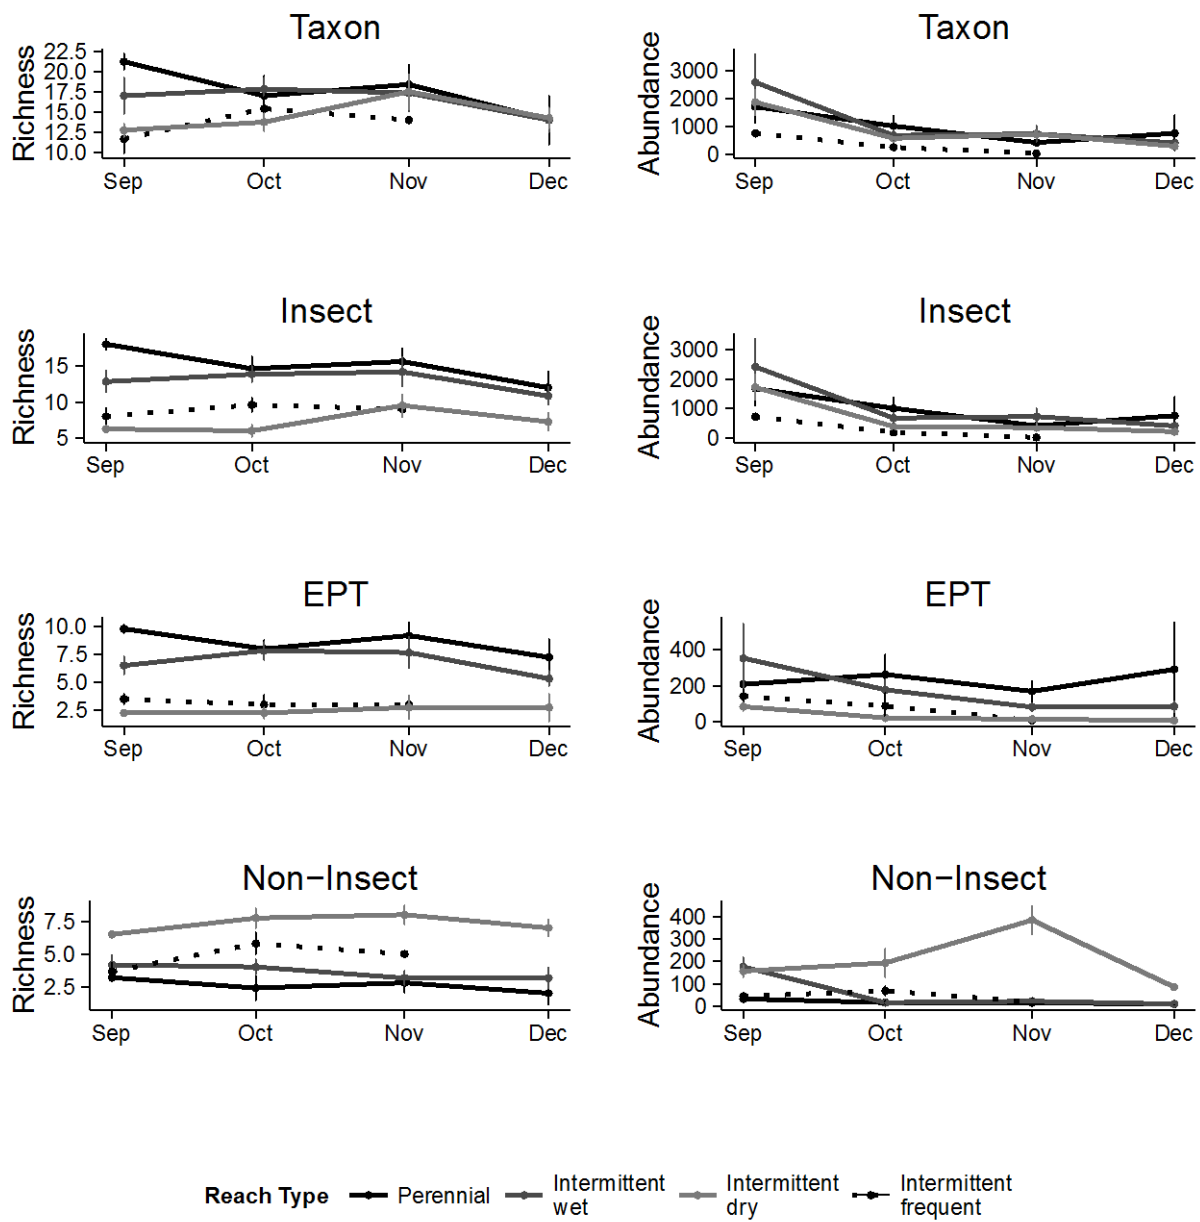 Taxon
Richness
22.5
20.0
17.5
15.0
12.5
10.0
Sep Oct Nov Dec
Taxon
Abundance
3000
2000
1000
0
Sep Oct Nov Dec
Insect
Richness
15
10
5
Sep Oct Nov Dec
Insect
Abundance
3000
2000
1000
0
Sep Oct Nov Dec
EPT
Richness
10.0
7.5
5.0
2.5
Sep Oct Nov Dec
EPT
Abundance
400
200
0
Sep Oct Nov Dec
Non−Insect
Richness
7.5
5.0
2.5
Sep Oct Nov Dec
Non−Insect
Abundance
400
300
200
100
0
Sep Oct Nov Dec
Reach Type
Perennial
Intermittent
wet
Intermittent
dry
Intermittent
frequent